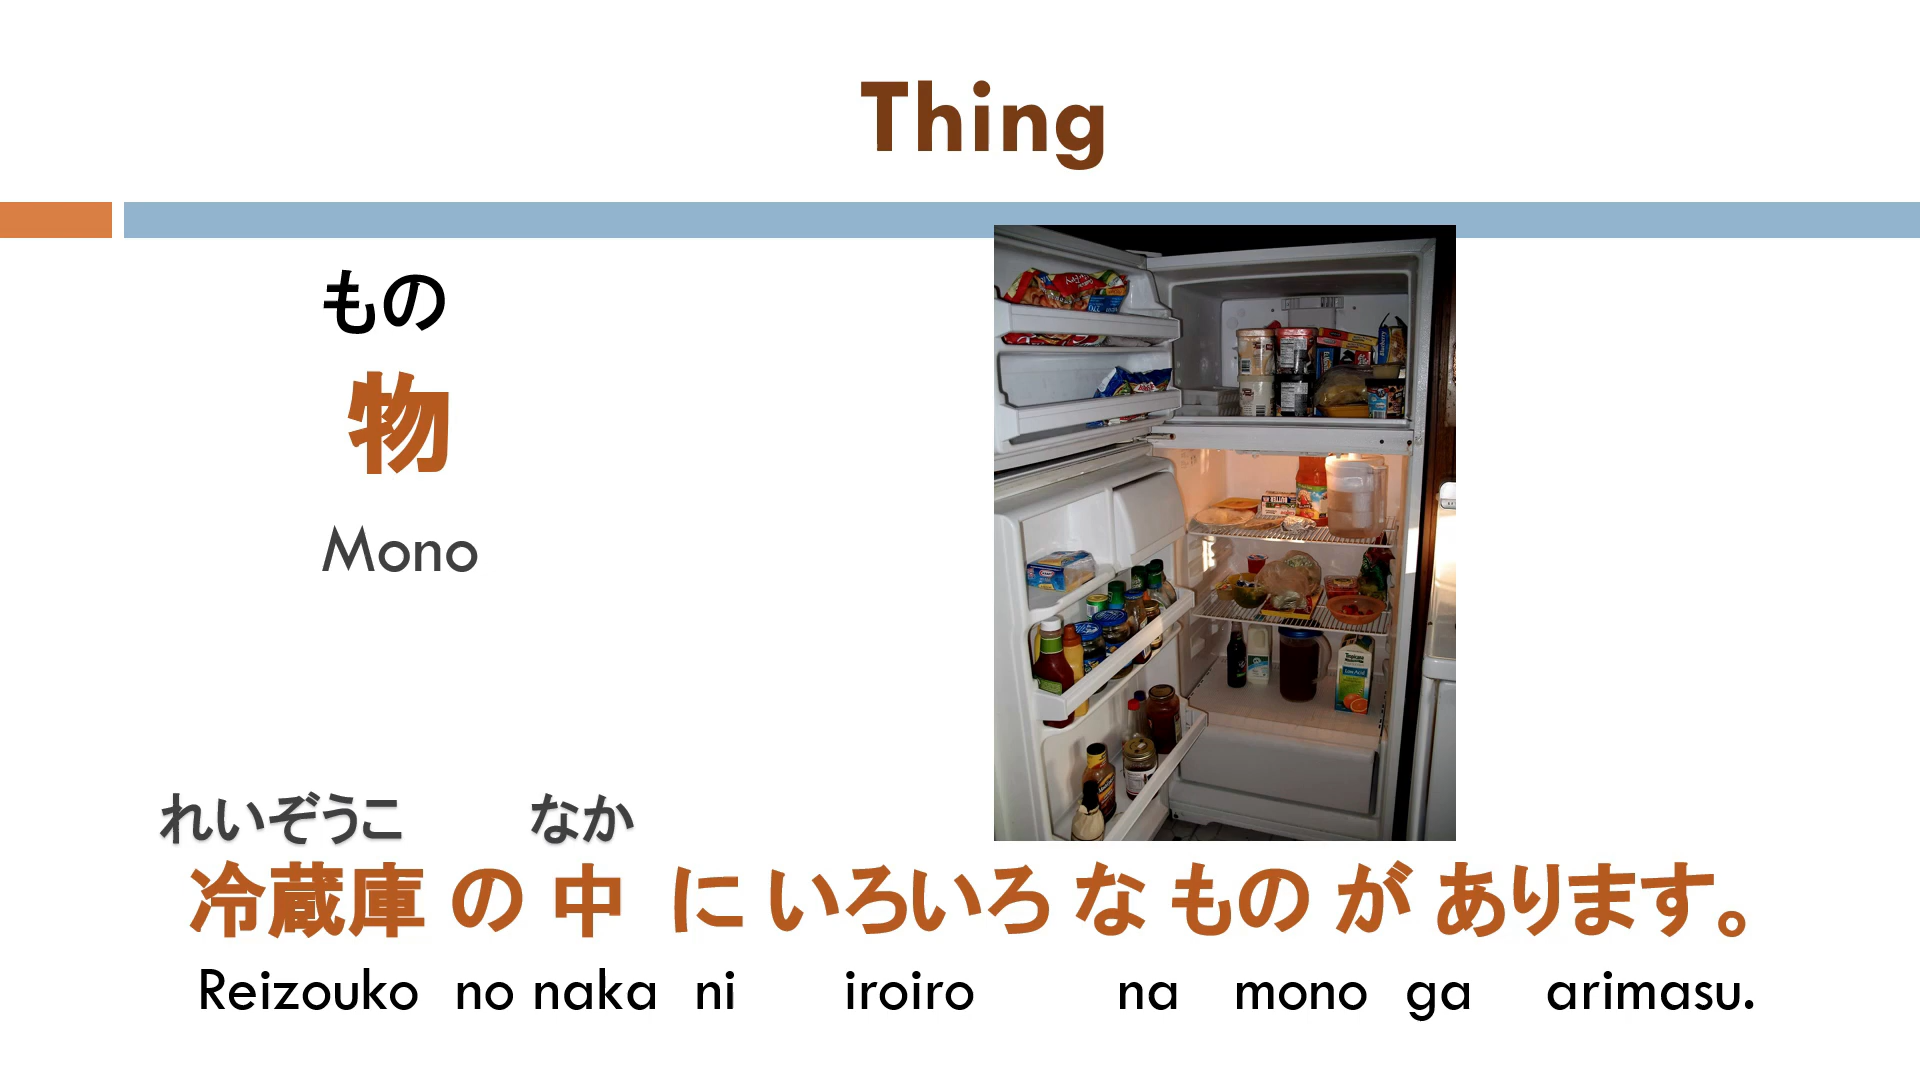 Thing
もの
物
Mono
れいぞうこ なか
冷蔵庫 の 中 に いろいろ な もの が あります。
Reizouko no naka ni iroiro na mono ga arimasu.
Tropicana